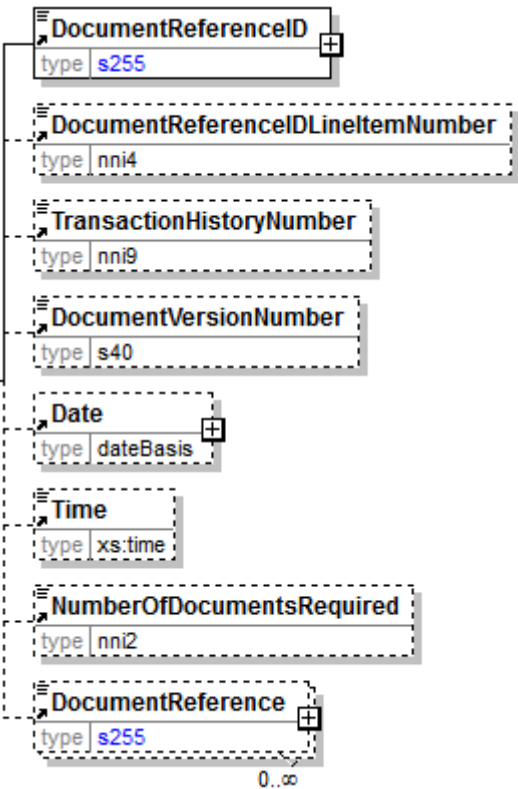 DocumentReferenceID
type s255
DocumentReferenceIDLineItemNumber
type nni4
TransactionHistoryNumber
type nni9
DocumentVersionNumber
type s40
Date
type dateBasis
Time
type xs:time
NumberOfDocumentsRequired
type nni2
DocumentReference
type s255
0..∞